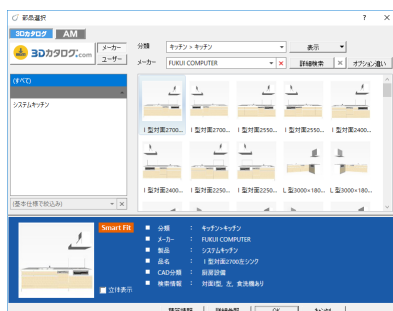 部品選択
? ×
3Dカタログ AM
3Dカタログ.com
メーカー
ユーザー
分類 キッチン > キッチン 表示
メーカー FUKUI COMPUTER × 詳細検索 × オプション違い
(すべて)
システムキッチン
I 型対面2700... I 型対面2700... I 型対面2550... I 型対面2550... I 型対面2400...
I 型対面2400... I 型対面2250... I 型対面2250... L 型3000×180... L 型3000×180...
(基本仕様で絞込み) ×
Smart Fit
分類 : キッチン>キッチン
メーカー : FUKUI COMPUTER
製品 : システムキッチン
品名 : I 型対面2700左シンク
CAD分類 : 厨房設備
検索情報 : 対面I型, 左, 食洗機あり
立体表示
OK キャンセル